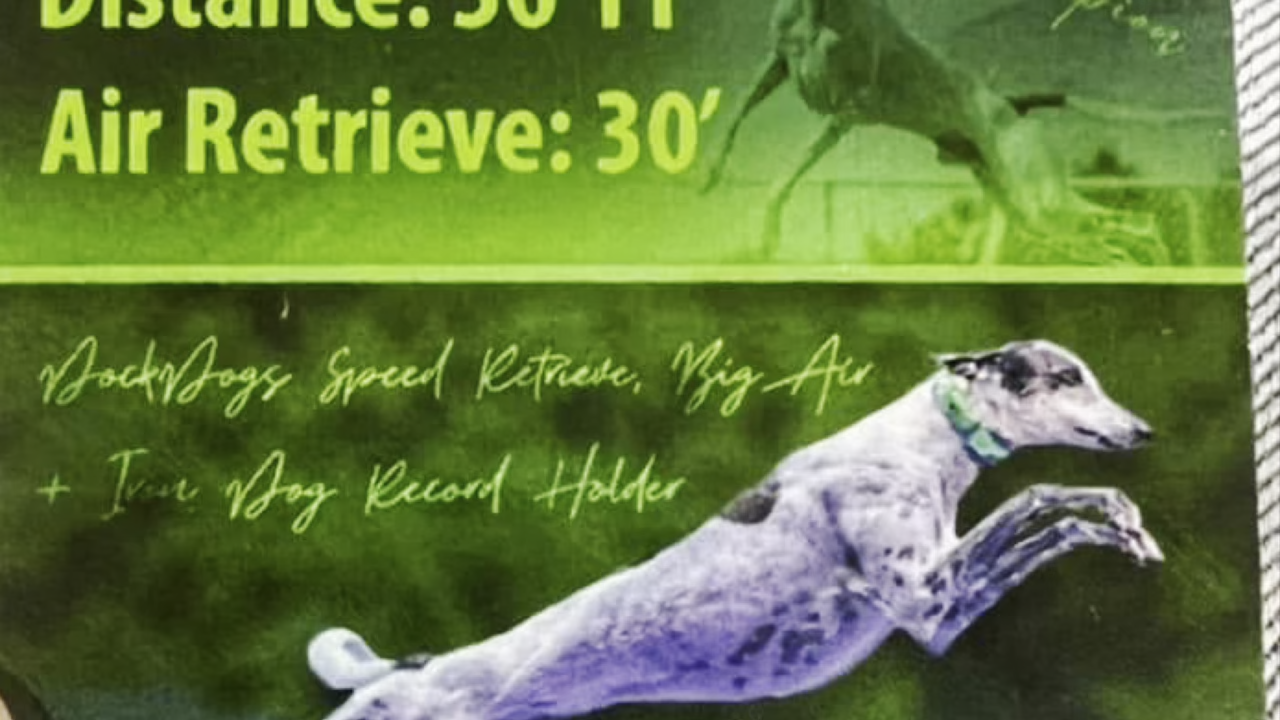 Distance:
Air Retrieve: 30'
DockDogs Speed Retrieve, Big Air
+ Iron Dog Record Holder